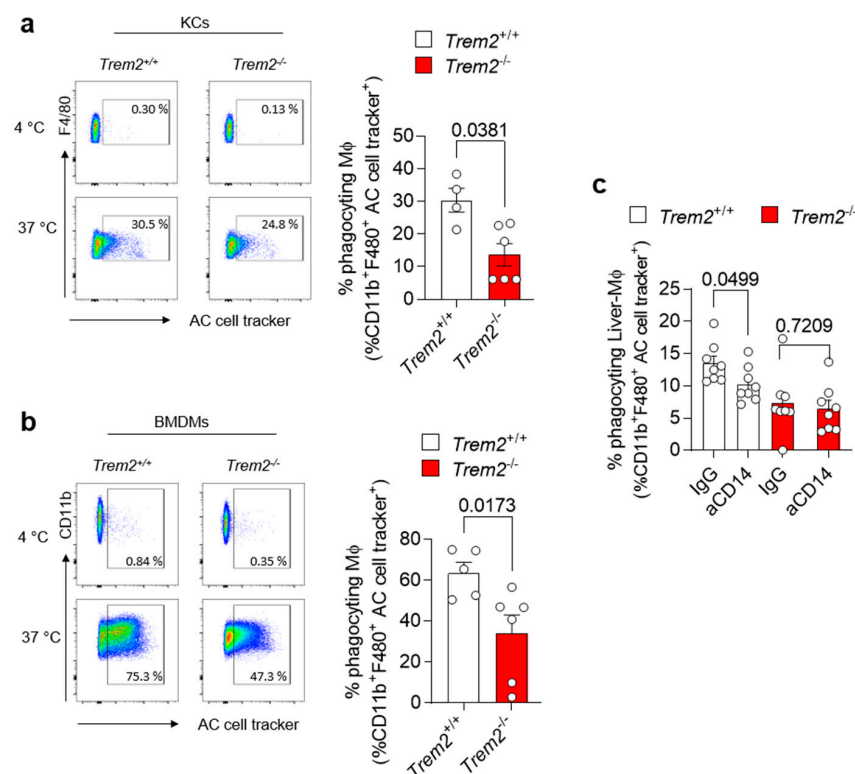 a
KCs
Trem2+/+
Trem2-/-
4 °C
F4/80
0.30 %
0.13 %
37 °C
30.5 %
24.8 %
AC cell tracker
Trem2+/+
Trem2-/-
% phagocyting Mϕ
(%CD11b+F480+ AC cell tracker+)
0.0381
50
40
30
20
10
0
Trem2+/+
Trem2-/-
b
BMDMs
Trem2+/+
Trem2-/-
4 °C
CD11b
0.84 %
0.35 %
37 °C
75.3 %
47.3 %
AC cell tracker
Trem2+/+
Trem2-/-
% phagocyting Mϕ
(%CD11b+F480+ AC cell tracker+)
0.0173
80
60
40
20
0
Trem2+/+
Trem2-/-
c
Trem2+/+
Trem2-/-
% phagocyting Liver-Mϕ
(%CD11b+F480+ AC cell tracker+)
0.0499
0.7209
25
20
15
10
5
0
IgG
aCD14
IgG
aCD14